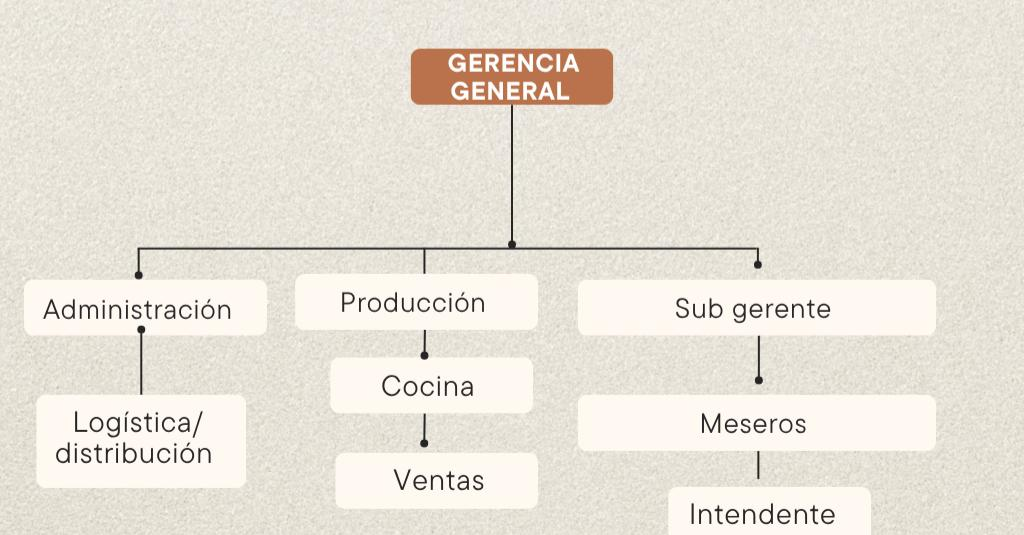 GERENCIA
GENERAL
Administración
Producción
Sub gerente
Logística/
distribución
Cocina
Meseros
Ventas
Intendente